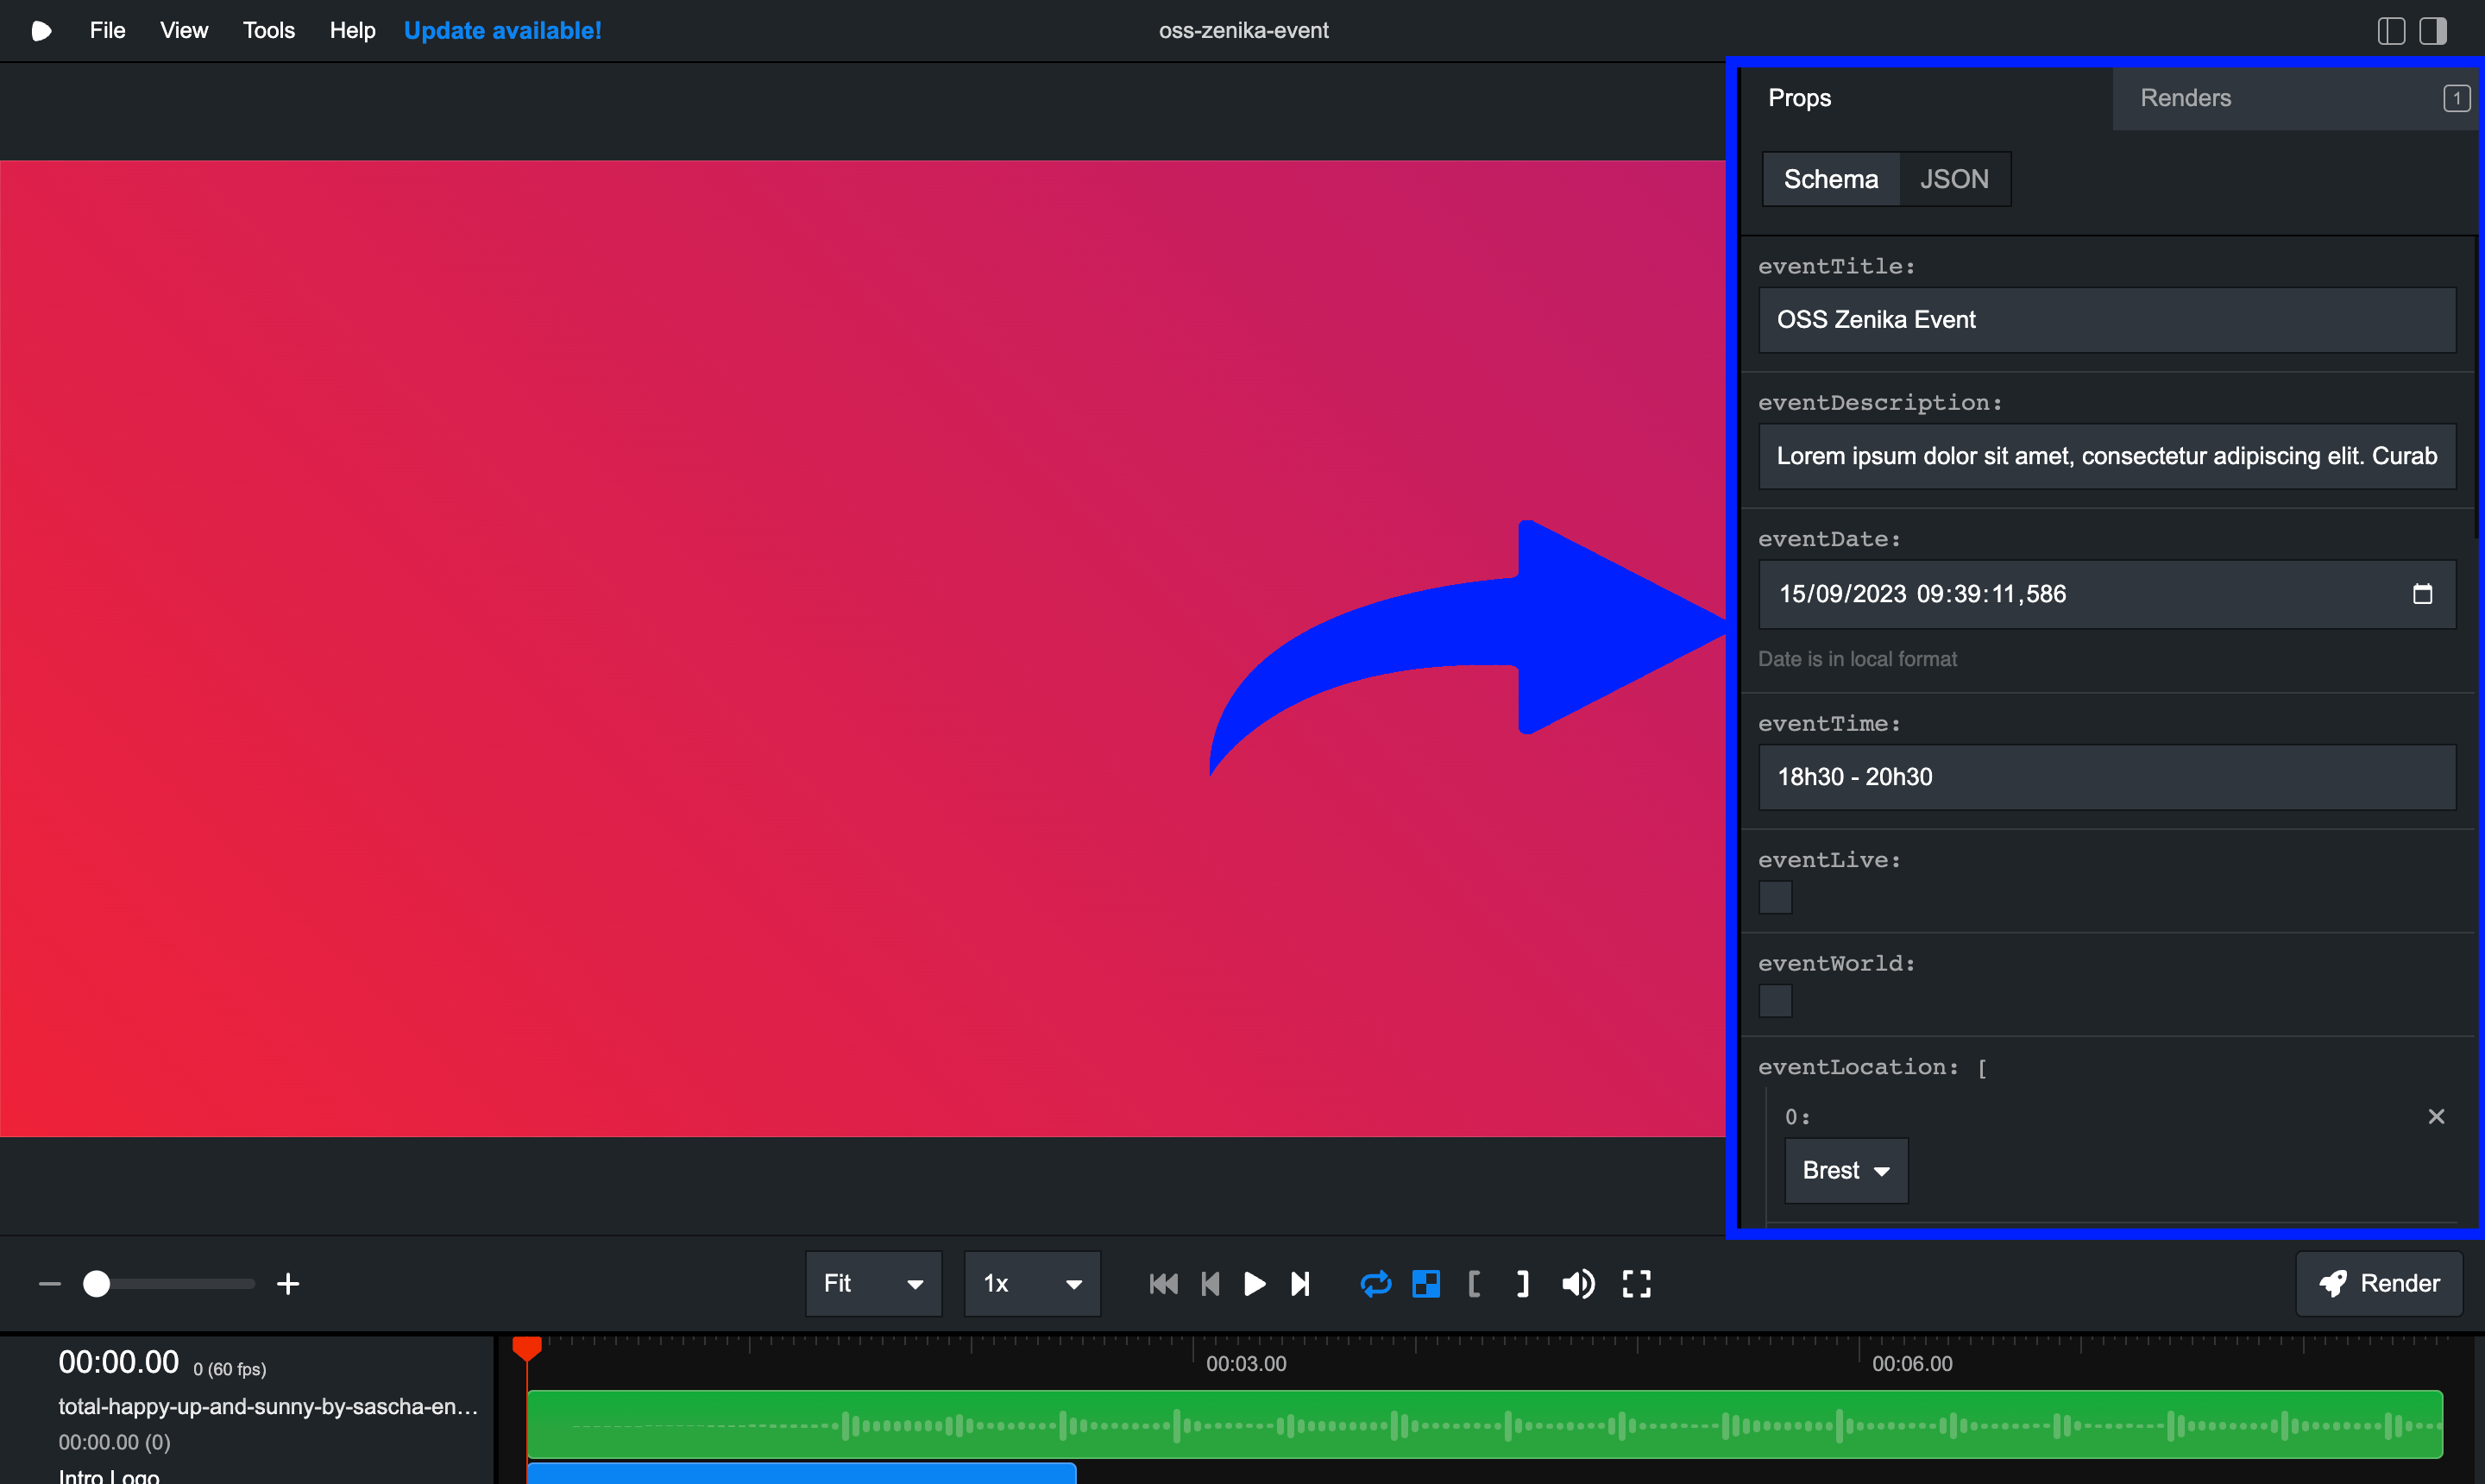 File View Tools Help Update available! oss-zenika-event
Props Renders 1
Schema JSON
eventTitle:
OSS Zenika Event
eventDescription:
Lorem ipsum dolor sit amet, consectetur adipiscing elit. Curab
eventDate:
15/09/2023 09:39:11,586
Date is in local format
eventTime:
18h30 - 20h30
eventLive:
eventWorld:
eventLocation: [
0:
Brest
Fit 1x Render
00:00.00 0 (60 fps)
00:03.00 00:06.00
total-happy-up-and-sunny-by-sascha-en...
00:00.00 (0)
Intro Logo